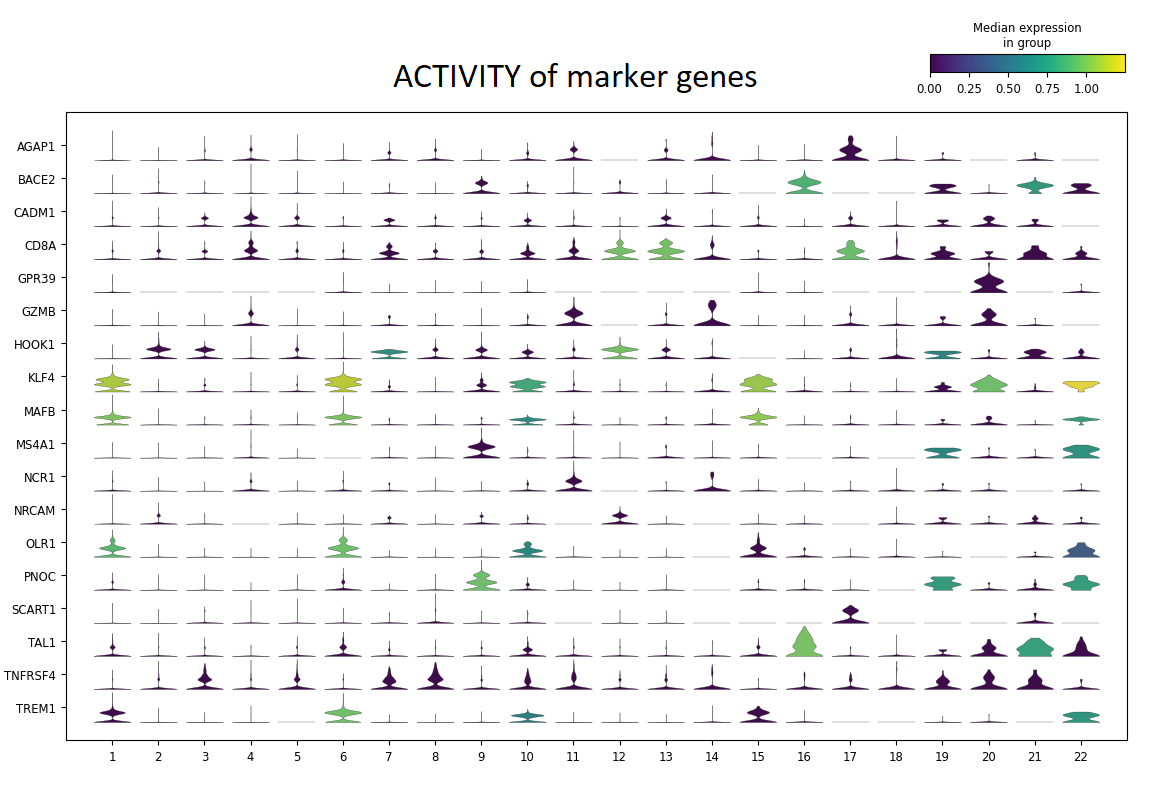 Median expression
in group
ACTIVITY of marker genes
0.00 0.25 0.50 0.75 1.00
AGAP1
BACE2
CADM1
CD8A
GPR39
GZMB
HOOK1
KLF4
MAFB
MS4A1
NCR1
NRCAM
OLR1
PNOC
SCART1
TAL1
TNFRSF4
TREM1
1 2 3 4 5 6 7 8 9 10 11 12 13 14 15 16 17 18 19 20 21 22